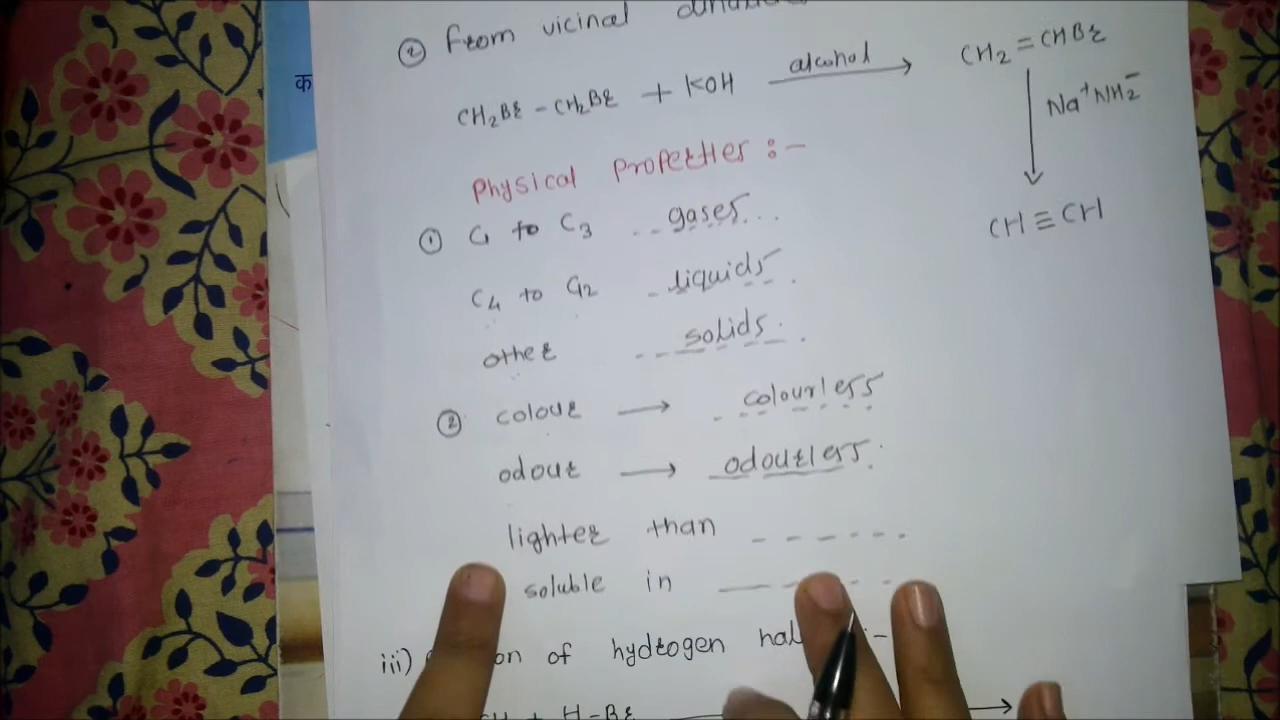 ② From vicinal
क
CH₂Br - CH₂Br + KOH alcohol → CH₂ = CHBr
Na⁺NH₂⁻
CH ≡ CH
Physical Properties :-
① C₁ to C₃ gases
C₄ to C₁₂ liquids
other solids
② colour → colourless
odour → odourless
lighter than
soluble in
iii) of hydrogen
+ H-Br →